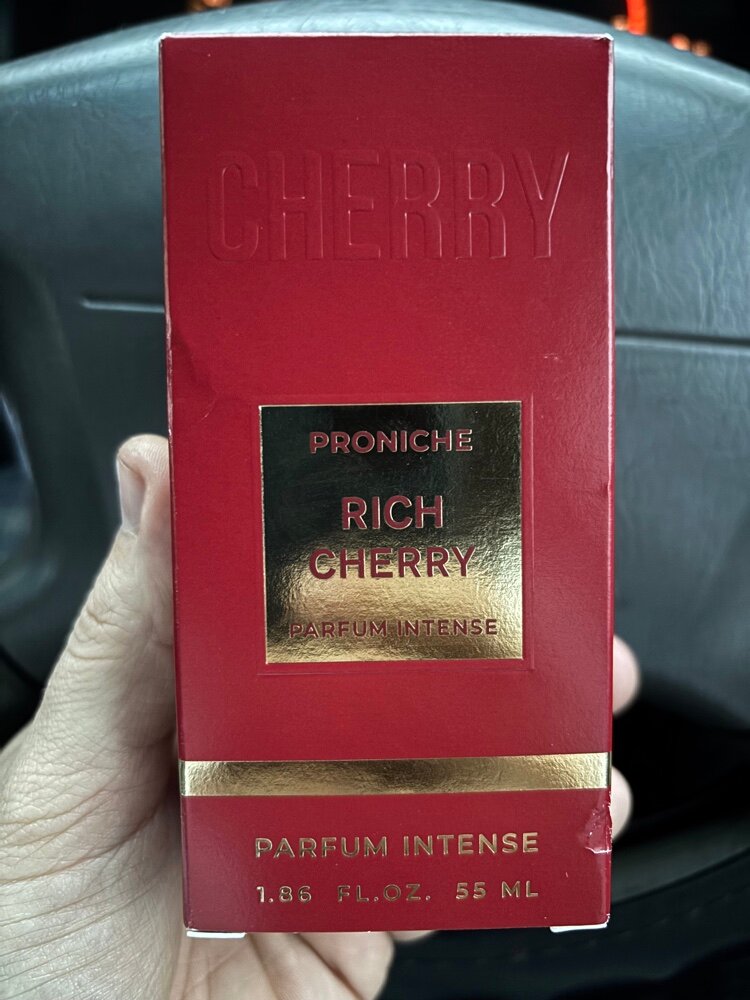 CHERRY
PRONICHE
RICH
CHERRY
PARFUM INTENSE
PARFUM INTENSE
1.86 FL.OZ. 55 ML